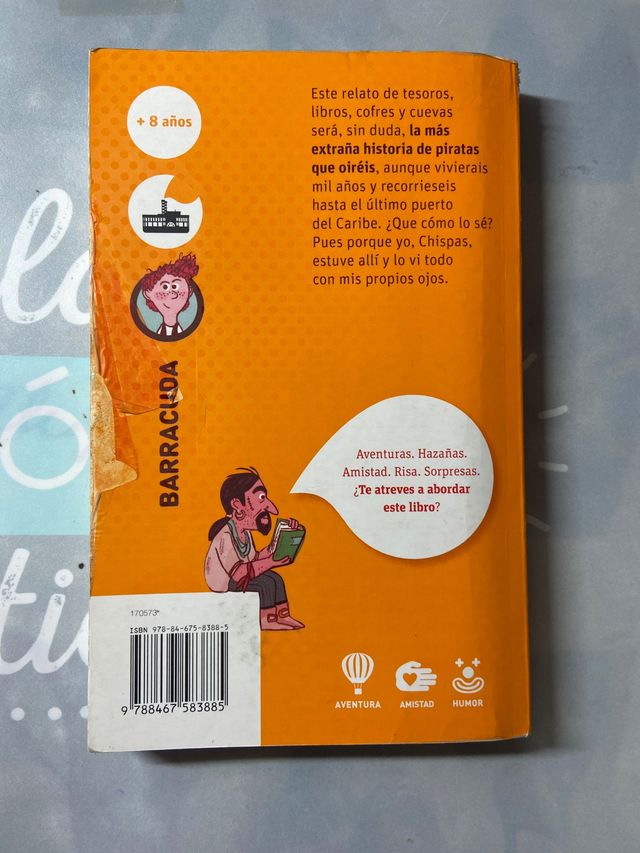 + 8 años
Este relato de tesoros,
libros, cofres y cuevas
será, sin duda, la más
extraña historia de piratas
que oiréis, aunque vivierais
mil años y recorrieseis
hasta el último puerto
del Caribe. ¿Que cómo lo sé?
Pues porque yo, Chispas,
estuve allí y lo vi todo
con mis propios ojos.
BARRACUDA
Aventuras. Hazañas.
Amistad. Risa. Sorpresas.
¿Te atreves a abordar
este libro?
170573*
ISBN 978-84-675-8388-5
9 788467 583885
AVENTURA
AMISTAD
HUMOR